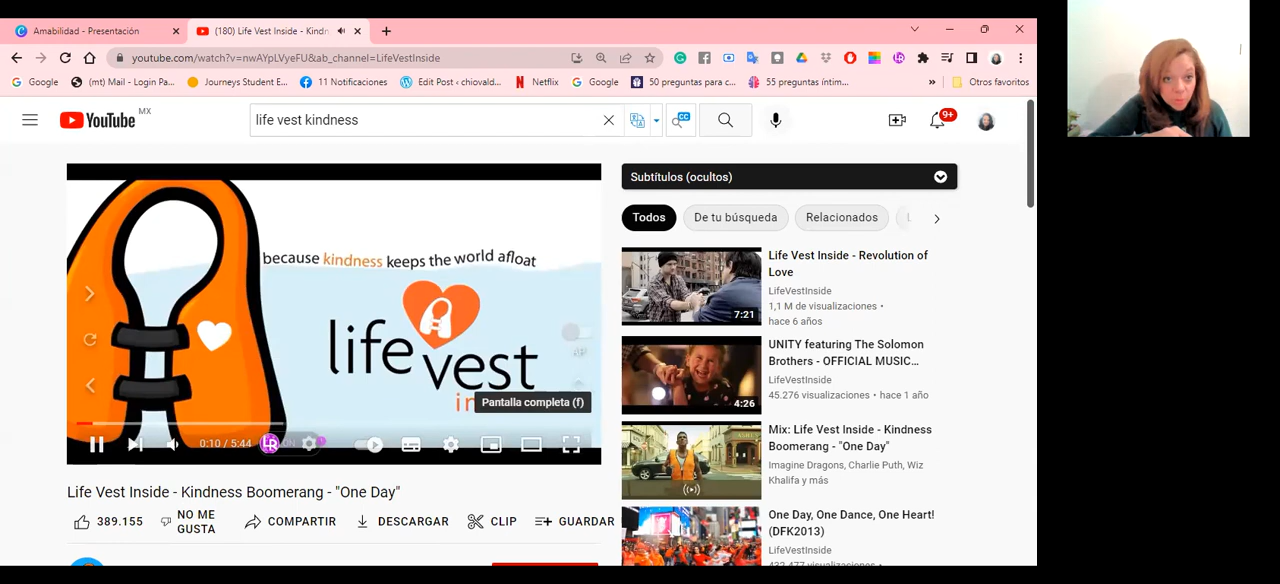 Amabilidad - Presentación
(180) Life Vest Inside - Kindn
youtube.com/watch?v=nwAYpLVyeFU&ab_channel=LifeVestInside
Google
(mt) Mail - Login Pa...
Journeys Student E...
11 Notificaciones
Edit Post ‹ chiovald...
Netflix
Google
50 preguntas para c...
55 preguntas íntim...
»
Otros favoritos
YouTube MX
life vest kindness
CC
9+
because kindness keeps the world afloat
life vest
in
Pantalla completa (f)
0:10 / 5:44
LR
Life Vest Inside - Kindness Boomerang - "One Day"
389.155
NO ME
GUSTA
COMPARTIR
DESCARGAR
CLIP
GUARDAR
Subtítulos (ocultos)
Todos
De tu búsqueda
Relacionados
Life Vest Inside - Revolution of
Love
LifeVestInside
1,1 M de visualizaciones •
hace 6 años
7:21
UNITY featuring The Solomon
Brothers - OFFICIAL MUSIC...
LifeVestInside
45.276 visualizaciones • hace 1 año
4:26
Mix: Life Vest Inside - Kindness
Boomerang - "One Day"
Imagine Dragons, Charlie Puth, Wiz
Khalifa y más
One Day, One Dance, One Heart!
(DFK2013)
LifeVestInside